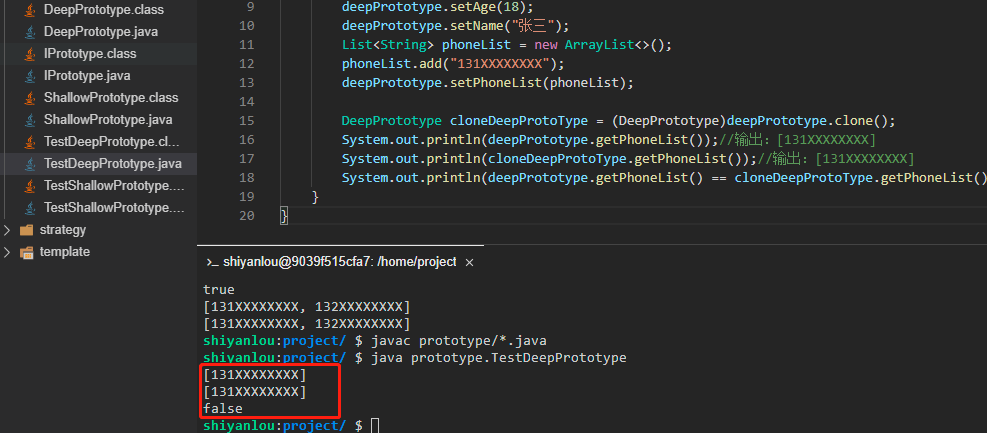 DeepPrototype.class
DeepPrototype.java
IPrototype.class
IPrototype.java
ShallowPrototype.class
ShallowPrototype.java
TestDeepPrototype.cl...
TestDeepPrototype.java
TestShallowPrototype....
TestShallowPrototype....
strategy
template
9 deepPrototype.setAge(18);
10 deepPrototype.setName("张三");
11 List<String> phoneList = new ArrayList<>();
12 phoneList.add("131XXXXXXXX");
13 deepPrototype.setPhoneList(phoneList);
14
15 DeepPrototype cloneDeepProtoType = (DeepPrototype)deepPrototype.clone();
16 System.out.println(deepPrototype.getPhoneList());//输出：[131XXXXXXXX]
17 System.out.println(cloneDeepProtoType.getPhoneList());//输出：[131XXXXXXXX]
18 System.out.println(deepPrototype.getPhoneList() == cloneDeepProtoType.getPhoneList()
19 }
20 }
>_ shiyanlou@9039f515cfa7: /home/project ×
true
[131XXXXXXXX, 132XXXXXXXX]
[131XXXXXXXX, 132XXXXXXXX]
shiyanlou:project/ $ javac prototype/*.java
shiyanlou:project/ $ java prototype.TestDeepPrototype
[131XXXXXXXX]
[131XXXXXXXX]
false
shiyanlou:project/ $